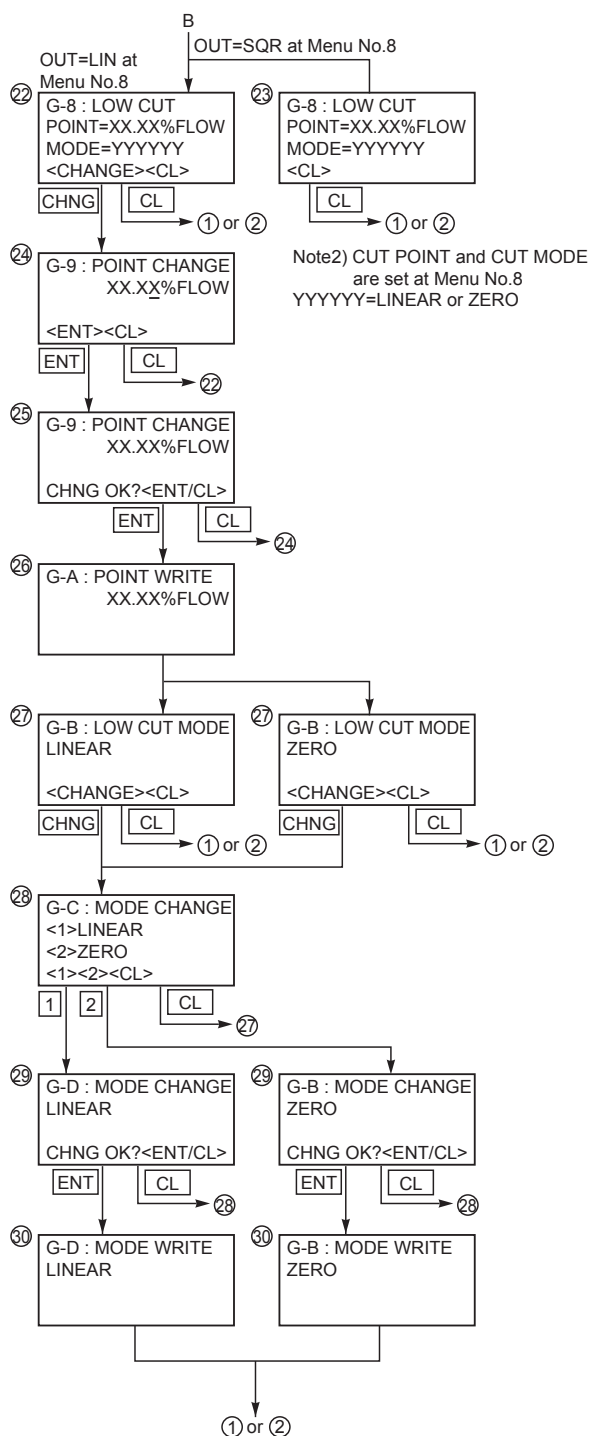 B
OUT=SQR at Menu No.8
OUT=LIN at
Menu No.8
㉒
G-8 : LOW CUT
POINT=XX.XX%FLOW
MODE=YYYYYY
<CHANGE><CL>
CHNG
CL
① or ②
㉓
G-8 : LOW CUT
POINT=XX.XX%FLOW
MODE=YYYYYY
<CL>
CL
① or ②
Note2) CUT POINT and CUT MODE
are set at Menu No.8
YYYYYY=LINEAR or ZERO
㉔
G-9 : POINT CHANGE
XX.XX%FLOW
<ENT><CL>
ENT
CL
㉒
㉕
G-9 : POINT CHANGE
XX.XX%FLOW
CHNG OK?<ENT/CL>
ENT
CL
㉔
㉖
G-A : POINT WRITE
XX.XX%FLOW
㉗
G-B : LOW CUT MODE
LINEAR
<CHANGE><CL>
CHNG
CL
① or ②
㉗
G-B : LOW CUT MODE
ZERO
<CHANGE><CL>
CHNG
CL
① or ②
㉘
G-C : MODE CHANGE
<1>LINEAR
<2>ZERO
<1><2><CL>
1
2
CL
㉗
㉙
G-D : MODE CHANGE
LINEAR
CHNG OK?<ENT/CL>
ENT
CL
㉘
㉙
G-B : MODE CHANGE
ZERO
CHNG OK?<ENT/CL>
ENT
CL
㉘
㉚
G-D : MODE WRITE
LINEAR
㉚
G-B : MODE WRITE
ZERO
① or ②